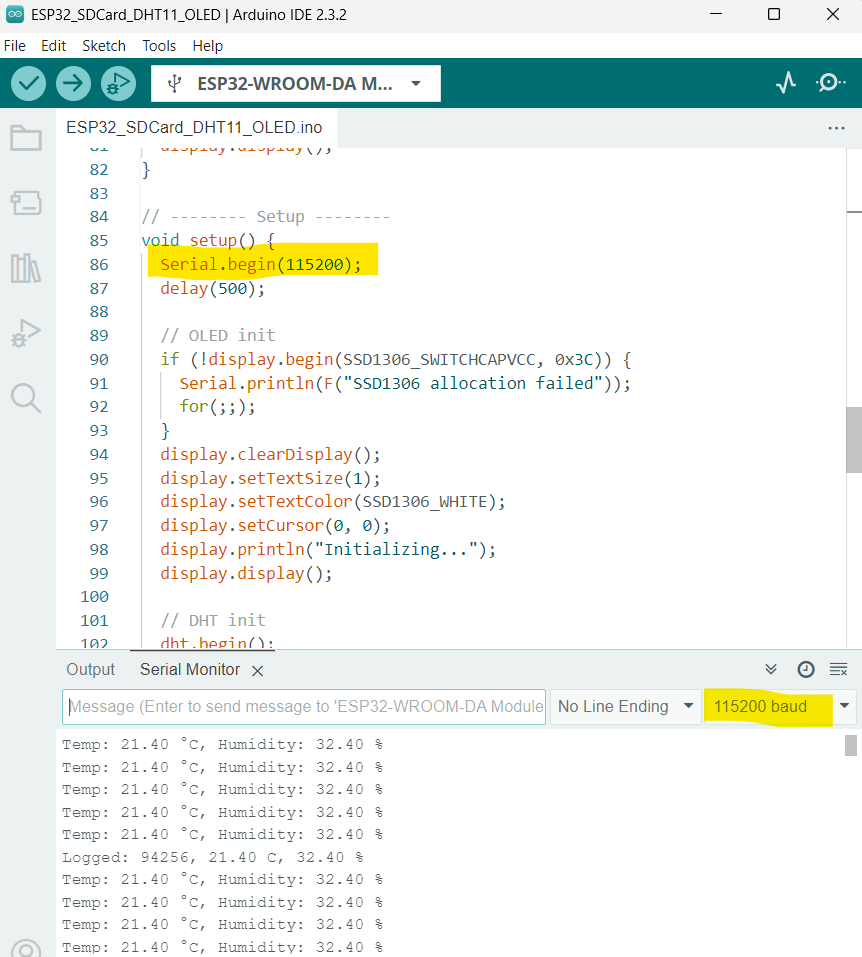 ESP32_SDCard_DHT11_OLED | Arduino IDE 2.3.2
File Edit Sketch Tools Help
ESP32-WROOM-DA M...
ESP32_SDCard_DHT11_OLED.ino
81 display.display();
82 }
83
84 // -------- Setup --------
85 void setup() {
86 Serial.begin(115200);
87 delay(500);
88
89 // OLED init
90 if (!display.begin(SSD1306_SWITCHCAPVCC, 0x3C)) {
91 Serial.println(F("SSD1306 allocation failed"));
92 for(;;);
93 }
94 display.clearDisplay();
95 display.setTextSize(1);
96 display.setTextColor(SSD1306_WHITE);
97 display.setCursor(0, 0);
98 display.println("Initializing...");
99 display.display();
100
101 // DHT init
102 dht.begin();
Output Serial Monitor
Message (Enter to send message to 'ESP32-WROOM-DA Module No Line Ending 115200 baud
Temp: 21.40 °C, Humidity: 32.40 %
Temp: 21.40 °C, Humidity: 32.40 %
Temp: 21.40 °C, Humidity: 32.40 %
Temp: 21.40 °C, Humidity: 32.40 %
Temp: 21.40 °C, Humidity: 32.40 %
Logged: 94256, 21.40 C, 32.40 %
Temp: 21.40 °C, Humidity: 32.40 %
Temp: 21.40 °C, Humidity: 32.40 %
Temp: 21.40 °C, Humidity: 32.40 %
Temp: 21.40 °C, Humidity: 32.40 %